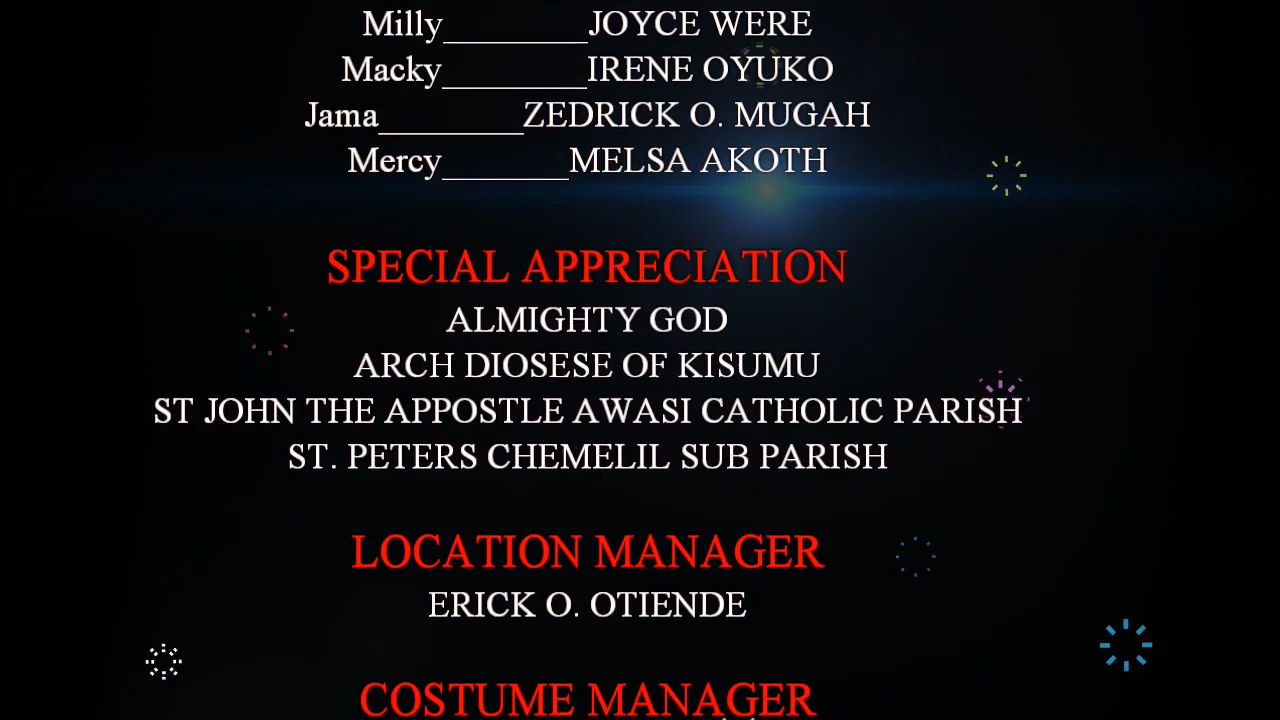 Milly________JOYCE WERE
Macky________IRENE OYUKO
Jama________ZEDRICK O. MUGAH
Mercy_______MELSA AKOTH
SPECIAL APPRECIATION
ALMIGHTY GOD
ARCH DIOSESE OF KISUMU
ST JOHN THE APPOSTLE AWASI CATHOLIC PARISH
ST. PETERS CHEMELIL SUB PARISH
LOCATION MANAGER
ERICK O. OTIENDE
COSTUME MANAGER